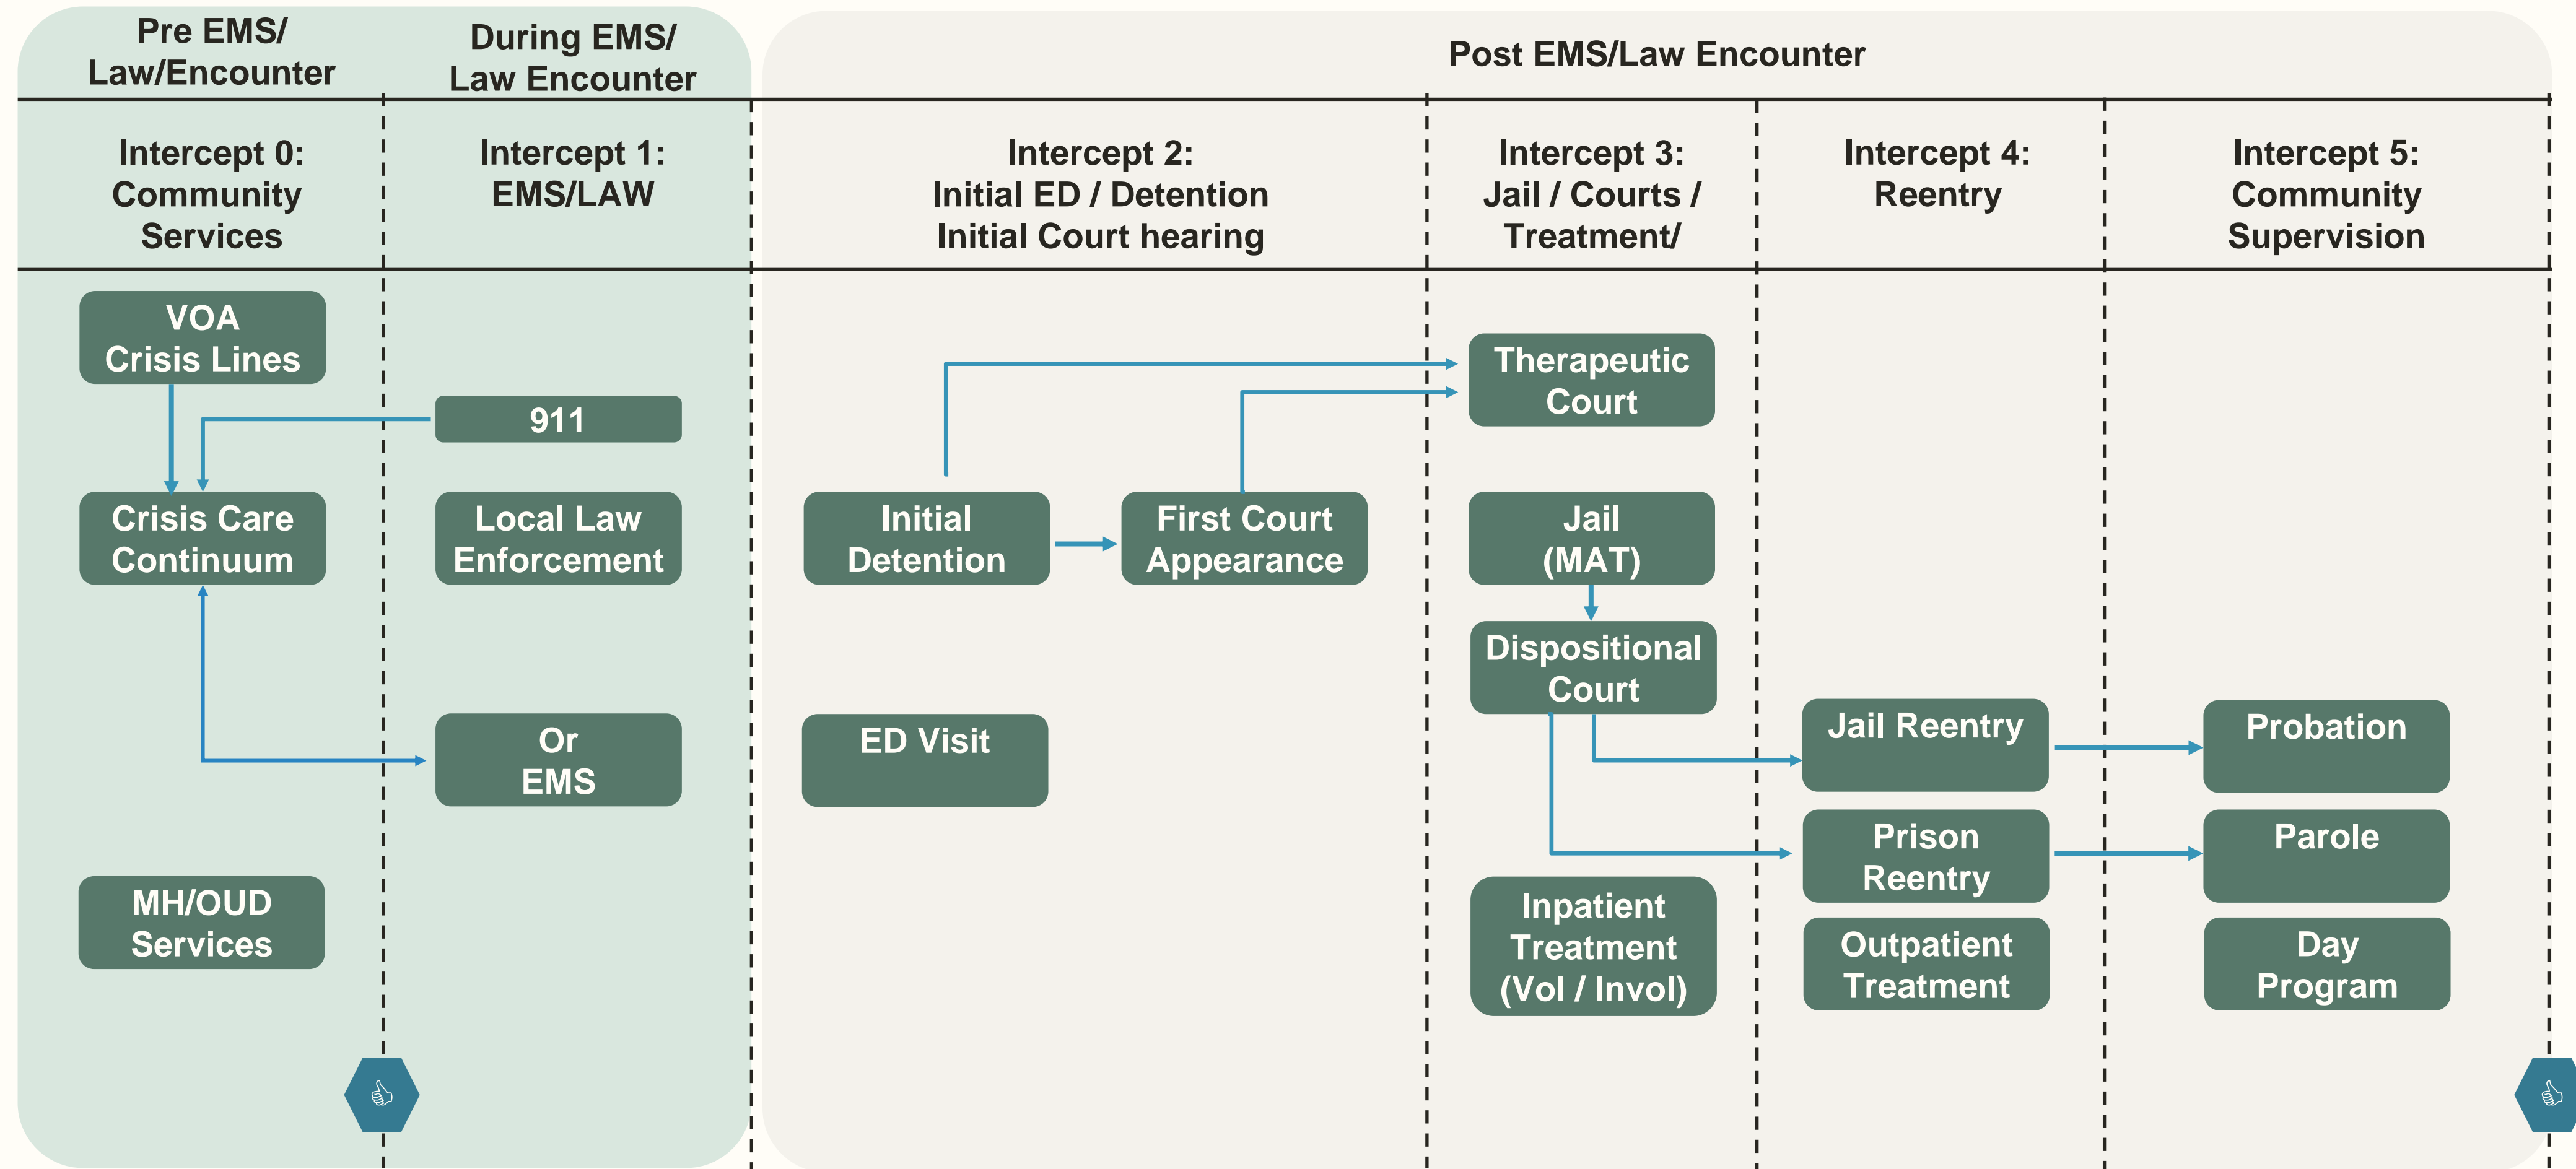 Pre EMS/
Law/Encounter
During EMS/
Law Encounter
Post EMS/Law Encounter
Intercept 0:
Community
Services
Intercept 1:
EMS/LAW
Intercept 2:
Initial ED / Detention
Initial Court hearing
Intercept 3:
Jail / Courts /
Treatment/
Intercept 4:
Reentry
Intercept 5:
Community
Supervision
VOA
Crisis Lines
911
Crisis Care
Continuum
Local Law
Enforcement
Or
EMS
MH/OUD
Services
Initial
Detention
First Court
Appearance
ED Visit
Therapeutic
Court
Jail
(MAT)
Dispositional
Court
Inpatient
Treatment
(Vol / Invol)
Jail Reentry
Prison
Reentry
Outpatient
Treatment
Probation
Parole
Day
Program